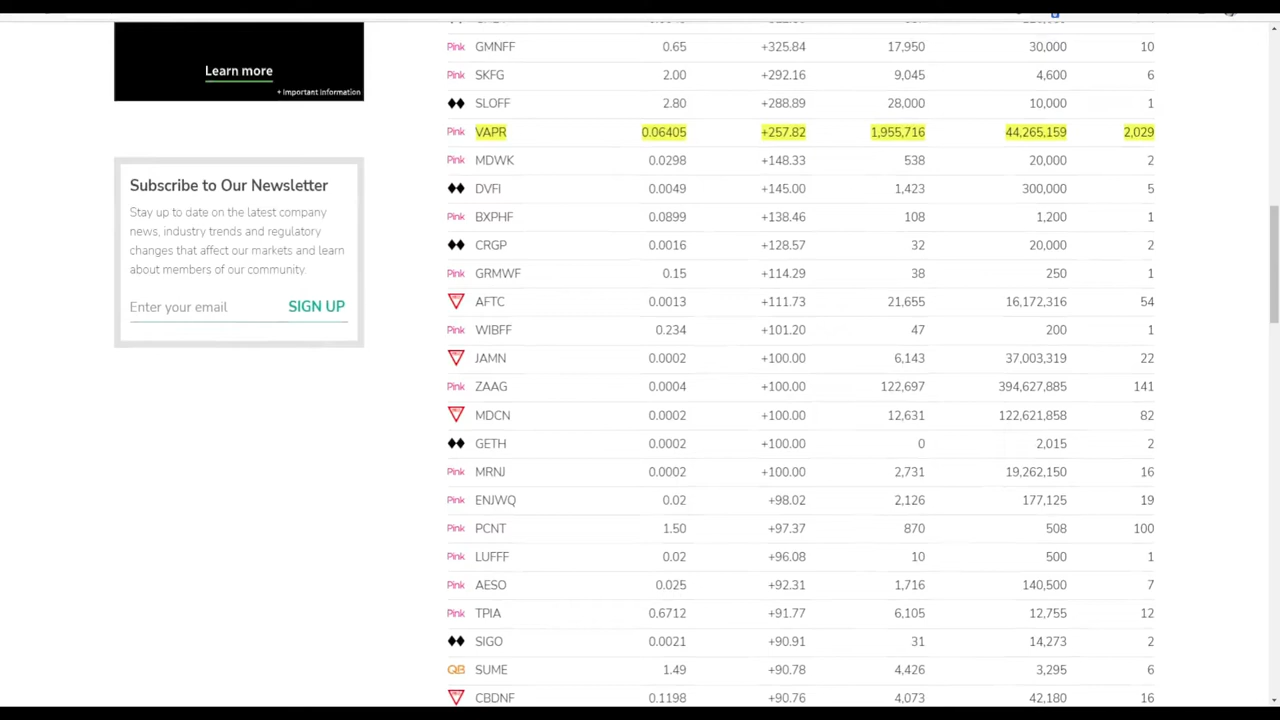 Learn more
+ Important Information
Subscribe to Our Newsletter
Stay up to date on the latest company
news, industry trends and regulatory
changes that affect our markets and learn
about members of our community.
Enter your email SIGN UP
Pink GMNFF 0.65 +325.84 17,950 30,000 10
Pink SKFG 2.00 +292.16 9,045 4,600 6
SLOFF 2.80 +288.89 28,000 10,000 1
Pink VAPR 0.06405 +257.82 1,955,716 44,265,159 2,029
Pink MDWK 0.0298 +148.33 538 20,000 2
DVFI 0.0049 +145.00 1,423 300,000 5
Pink BXPHF 0.0899 +138.46 108 1,200 1
CRGP 0.0016 +128.57 32 20,000 2
Pink GRMWF 0.15 +114.29 38 250 1
AFTC 0.0013 +111.73 21,655 16,172,316 54
Pink WIBFF 0.234 +101.20 47 200 1
JAMN 0.0002 +100.00 6,143 37,003,319 22
Pink ZAAG 0.0004 +100.00 122,697 394,627,885 141
MDCN 0.0002 +100.00 12,631 122,621,858 82
GETH 0.0002 +100.00 0 2,015 2
Pink MRNJ 0.0002 +100.00 2,731 19,262,150 16
Pink ENJWQ 0.02 +98.02 2,126 177,125 19
Pink PCNT 1.50 +97.37 870 508 100
Pink LUFFF 0.02 +96.08 10 500 1
Pink AESO 0.025 +92.31 1,716 140,500 7
Pink TPIA 0.6712 +91.77 6,105 12,755 12
SIGO 0.0021 +90.91 31 14,273 2
QB SUME 1.49 +90.78 4,426 3,295 6
CBDNF 0.1198 +90.76 4,073 42,180 16